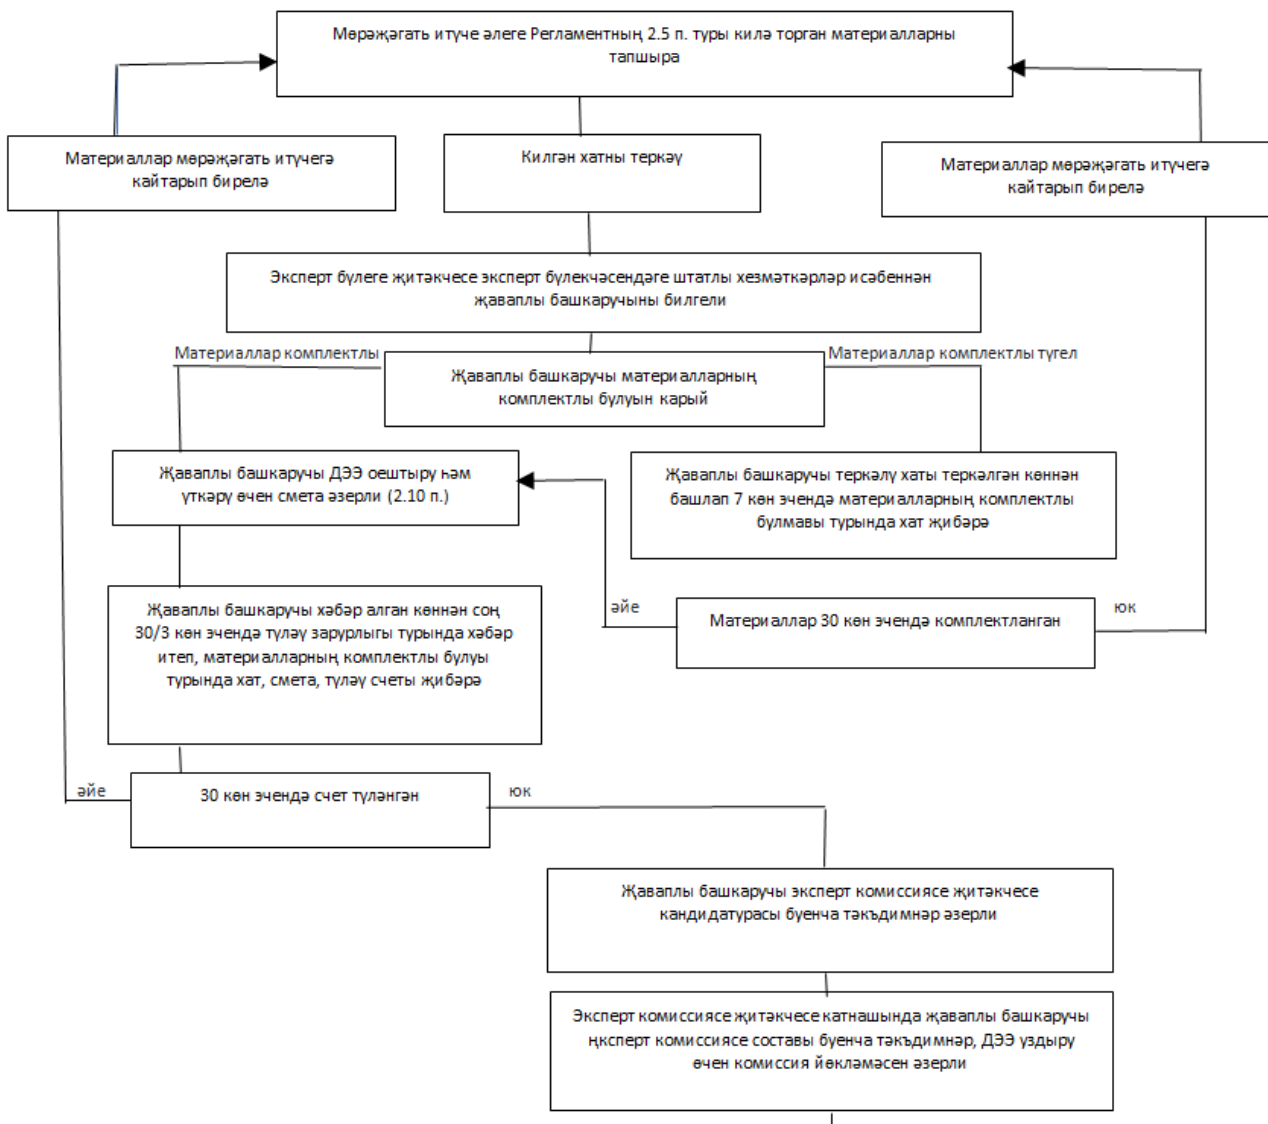 Мөрәҗәгать итүче әлеге Регламентның 2.5 п. туры килә торган материалларны
тапшыра
Материаллар мөрәҗәгать итүчегә
кайтарып бирелә
Килгән хатны теркәү
Материаллар мөрәҗәгать итүчегә
кайтарып бирелә
Эксперт бүлеге җитәкчесе эксперт бүлекчәсендәге штатлы хезмәткәрләр исәбеннән
җаваплы башкаручыны билгели
Материаллар комплектлы
Материаллар комплектлы түгел
Җаваплы башкаручы материалларның
комплектлы булуын карый
Җаваплы башкаручы ДЭЭ оештыру һәм
үткәрү өчен смета әзерли (2.10 п.)
Җаваплы башкаручы теркәлү хаты теркәлгән көннән
башлап 7 көн эчендә материалларның комплектлы
булмавы турында хат җибәрә
Җаваплы башкаручы хәбәр алган көннән соң
30/3 көн эчендә түләү зарурлыгы турында хәбәр
итеп, материалларның комплектлы булуы
турында хат, смета, түләү счеты җибәрә
әйе
Материаллар 30 көн эчендә комплектланган
юк
әйе
30 көн эчендә счет түләнгән
юк
Җаваплы башкаручы эксперт комиссиясе җитәкчесе
кандидатурасы буенча тәкъдимнәр әзерли
Эксперт комиссиясе җитәкчесе катнашында җаваплы башкаручы
ңксперт комиссиясе составы буенча тәкъдимнәр, ДЭЭ уздыру
өчен комиссия йөкләмәсен әзерли